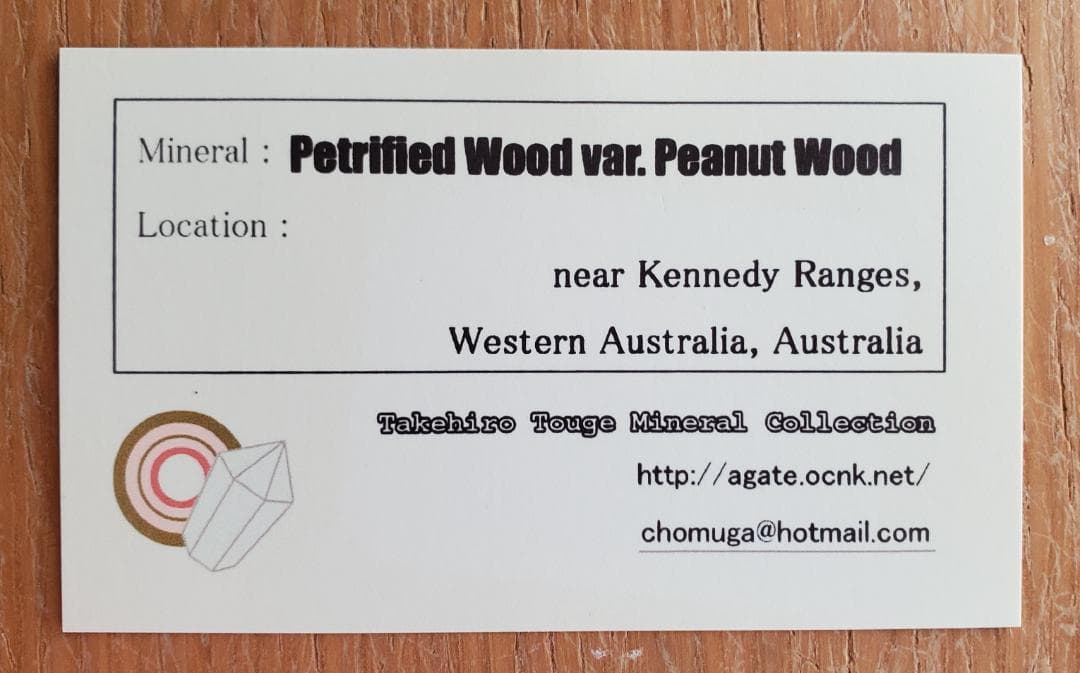 Mineral : Petrified Wood var. Peanut Wood
Location :
near Kennedy Ranges,
Western Australia, Australia
Takehiro Touge Mineral Collection
http://agate.ocnk.net/
chomuga@hotmail.com